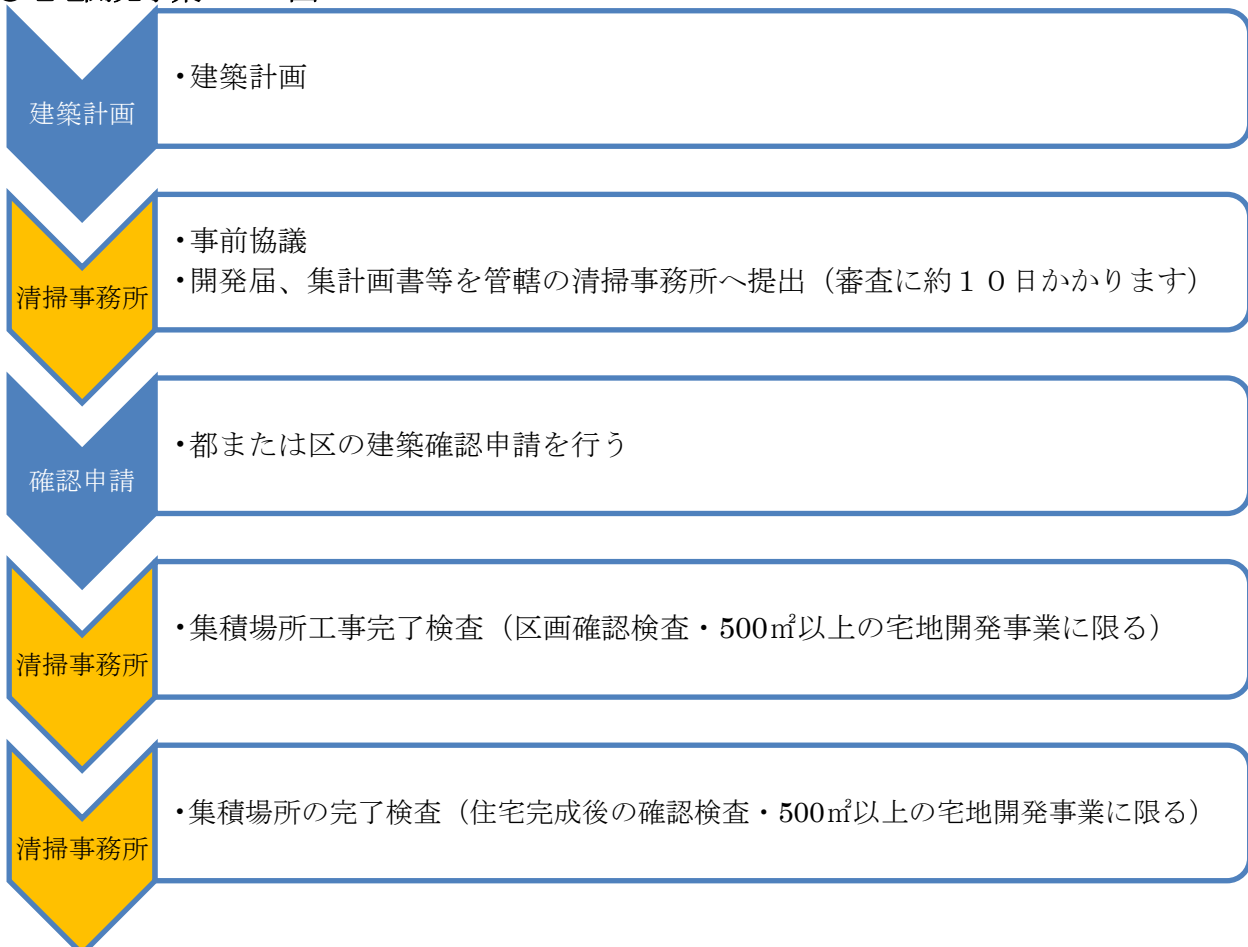 建築計画
・建築計画
清掃事務所
・事前協議
・開発届、集計画書等を管轄の清掃事務所へ提出（審査に約１０日かかります）
確認申請
・都または区の建築確認申請を行う
清掃事務所
・集積場所工事完了検査（区画確認検査・500㎡以上の宅地開発事業に限る）
清掃事務所
・集積場所の完了検査（住宅完成後の確認検査・500㎡以上の宅地開発事業に限る）